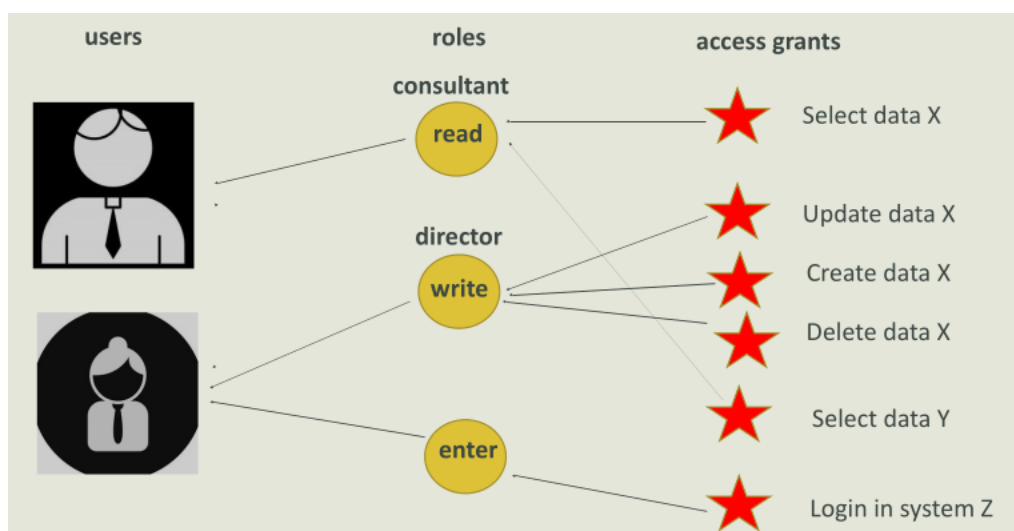 users
roles
access grants
consultant
read
Select data X
Update data X
director
write
Create data X
Delete data X
Select data Y
enter
Login in system Z